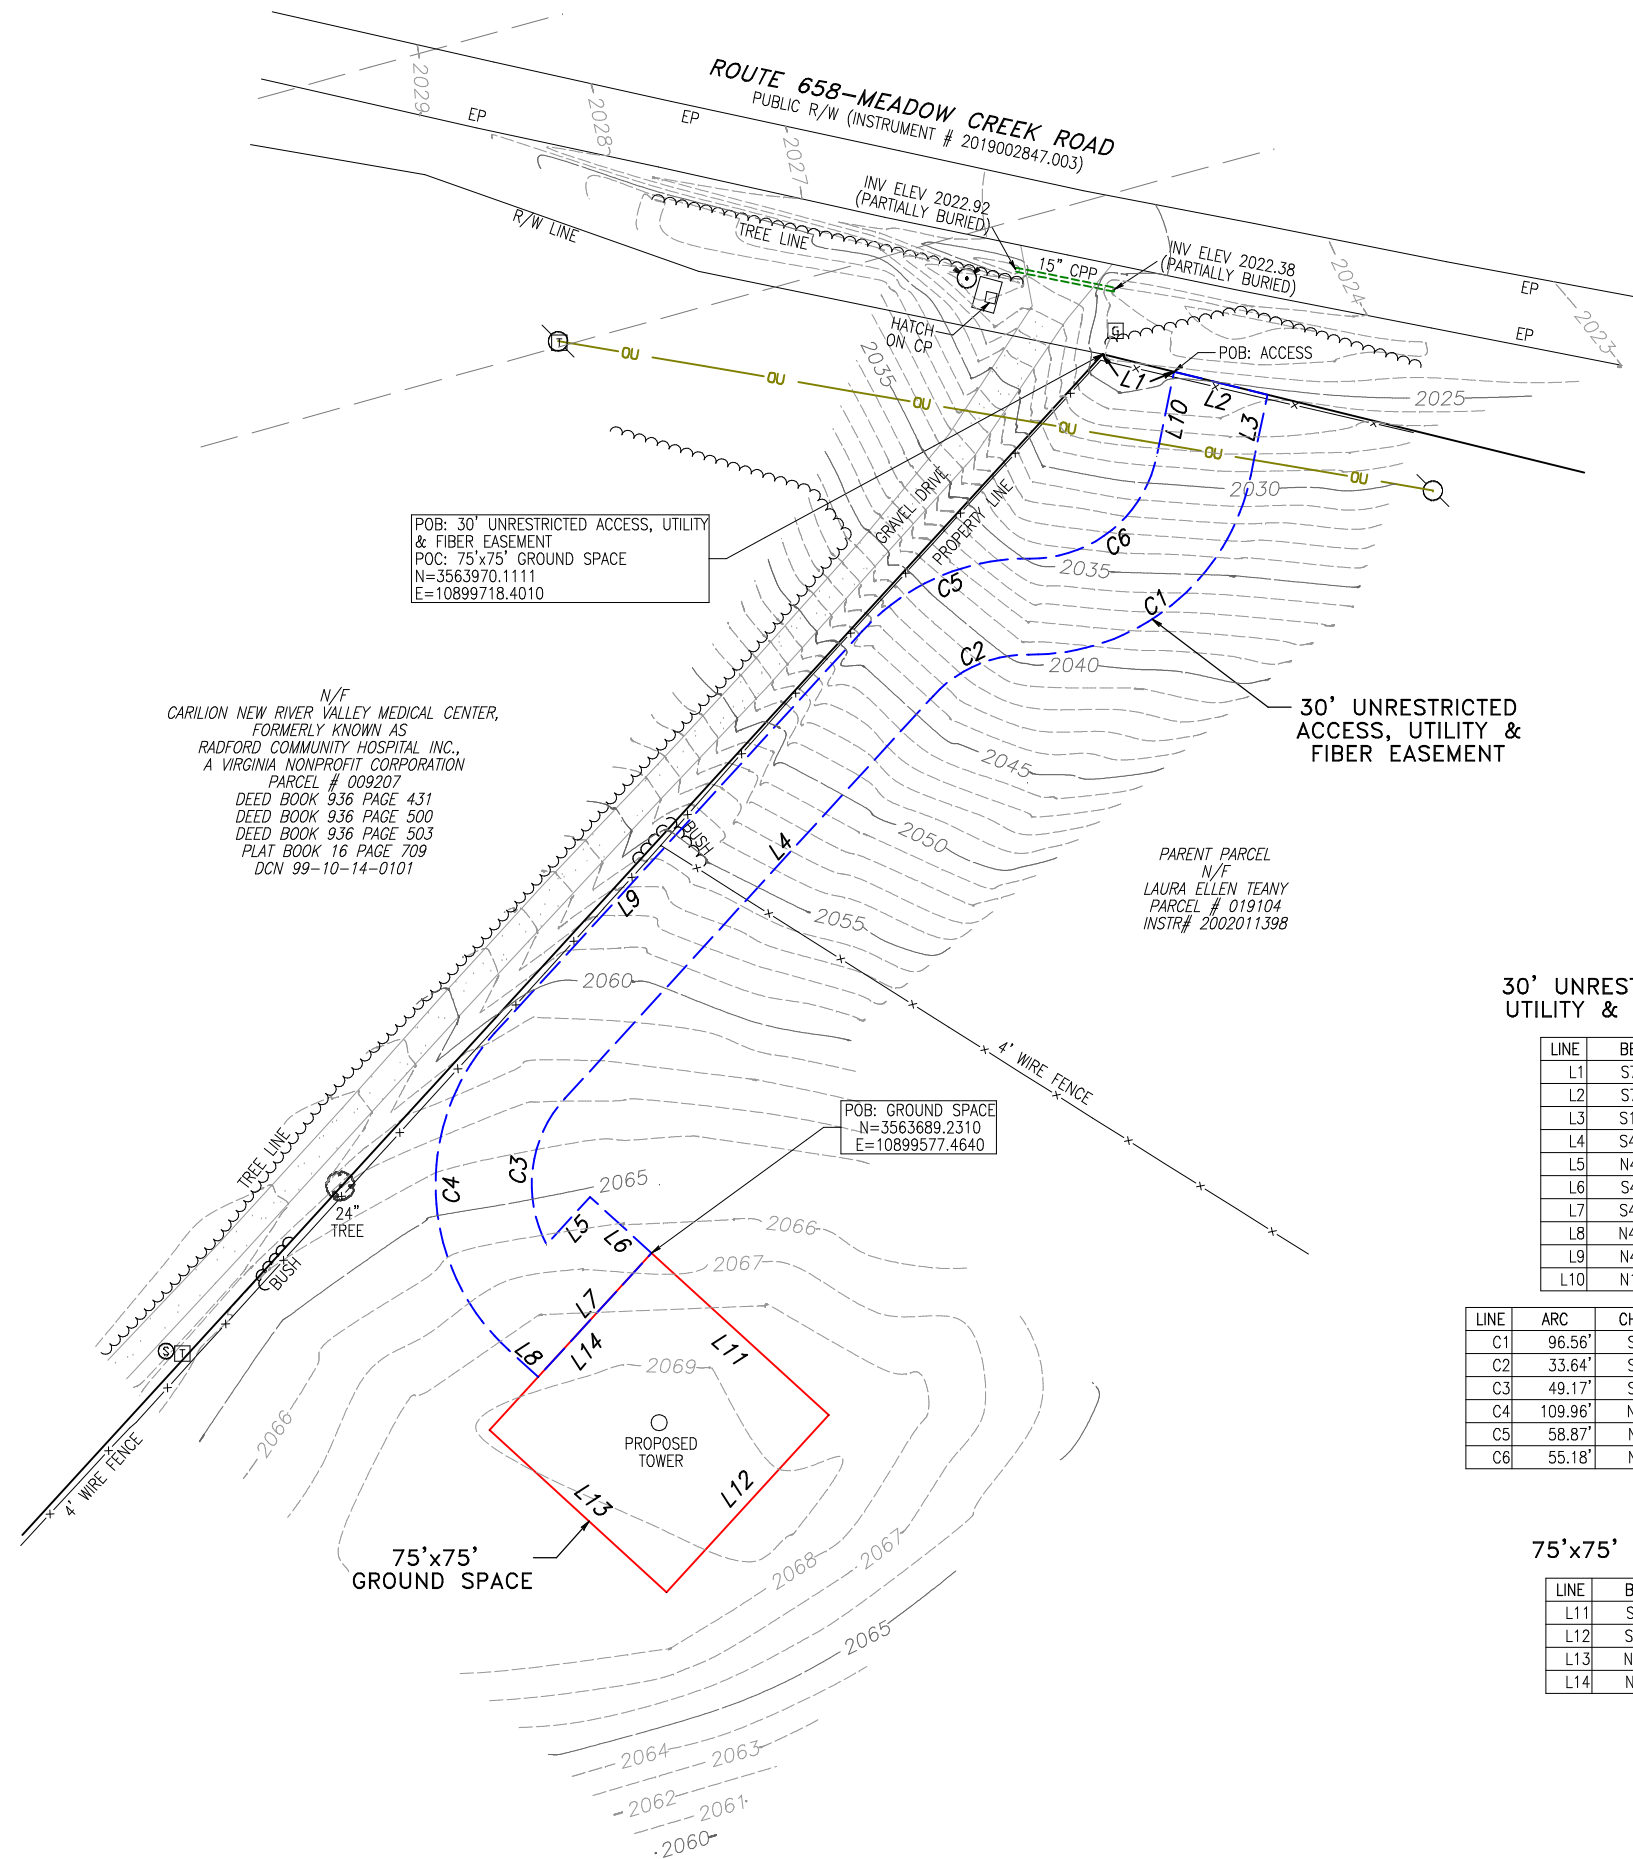 2029
2028
2027
EP
EP
ROUTE 658-MEADOW CREEK ROAD
PUBLIC R/W (INSTRUMENT # 2019002847.003)
INV ELEV 2022.92
(PARTIALLY BURIED)
R/W LINE
TREE LINE
15" CPP
INV ELEV 2022.38
(PARTIALLY BURIED)
2024
EP
EP
2023
HATCH
ON CP
G
T
OU
OU
OU
OU
OU
OU
2035
POB: ACCESS
L1
L2
L10
L3
2025
2030
GRAVEL DRIVE
PROPERTY LINE
POB: 30' UNRESTRICTED ACCESS, UTILITY
& FIBER EASEMENT
POC: 75'x75' GROUND SPACE
N=3563970.1111
E=10899718.4010
C6
C5
2035
C1
C2
2040
30' UNRESTRICTED
ACCESS, UTILITY &
FIBER EASEMENT
N/F
CARILION NEW RIVER VALLEY MEDICAL CENTER,
FORMERLY KNOWN AS
RADFORD COMMUNITY HOSPITAL INC.,
A VIRGINIA NONPROFIT CORPORATION
PARCEL # 009207
DEED BOOK 936 PAGE 431
DEED BOOK 936 PAGE 500
DEED BOOK 936 PAGE 503
PLAT BOOK 16 PAGE 709
DCN 99-10-14-0101
2045
2050
BUSH
L4
L9
2055
2060
PARENT PARCEL
N/F
LAURA ELLEN TEANY
PARCEL # 019104
INSTR# 2002011398
4' WIRE FENCE
POB: GROUND SPACE
N=3563689.2310
E=10899577.4640
TREE LINE
24"
TREE
BUSH
C4
C3
2065
L5
L6
2066
2067
L7
L8
L14
L11
2069
S
T
2066
4' WIRE FENCE
PROPOSED
TOWER
L13
L12
75'x75'
GROUND SPACE
2068
2067
2065
2064
2063
2062
2061
2060
30' UNRES
UTILITY &
LINE
L1 S7
L2 S7
L3 S1
L4 S4
L5 N4
L6 S4
L7 S4
L8 N4
L9 N4
L10 N1
LINE ARC
C1 96.56' S
C2 33.64' S
C3 49.17' S
C4 109.96' N
C5 58.87' N
C6 55.18' N
75'x75'
LINE B
L11 S
L12 S
L13 N
L14 N